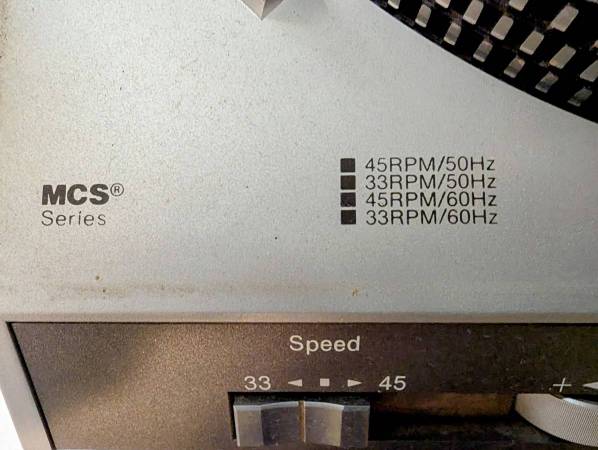 MCS®
Series
45RPM/50Hz
33RPM/50Hz
45RPM/60Hz
33RPM/60Hz
Speed
33 ◄ ■ ► 45
+ ◄